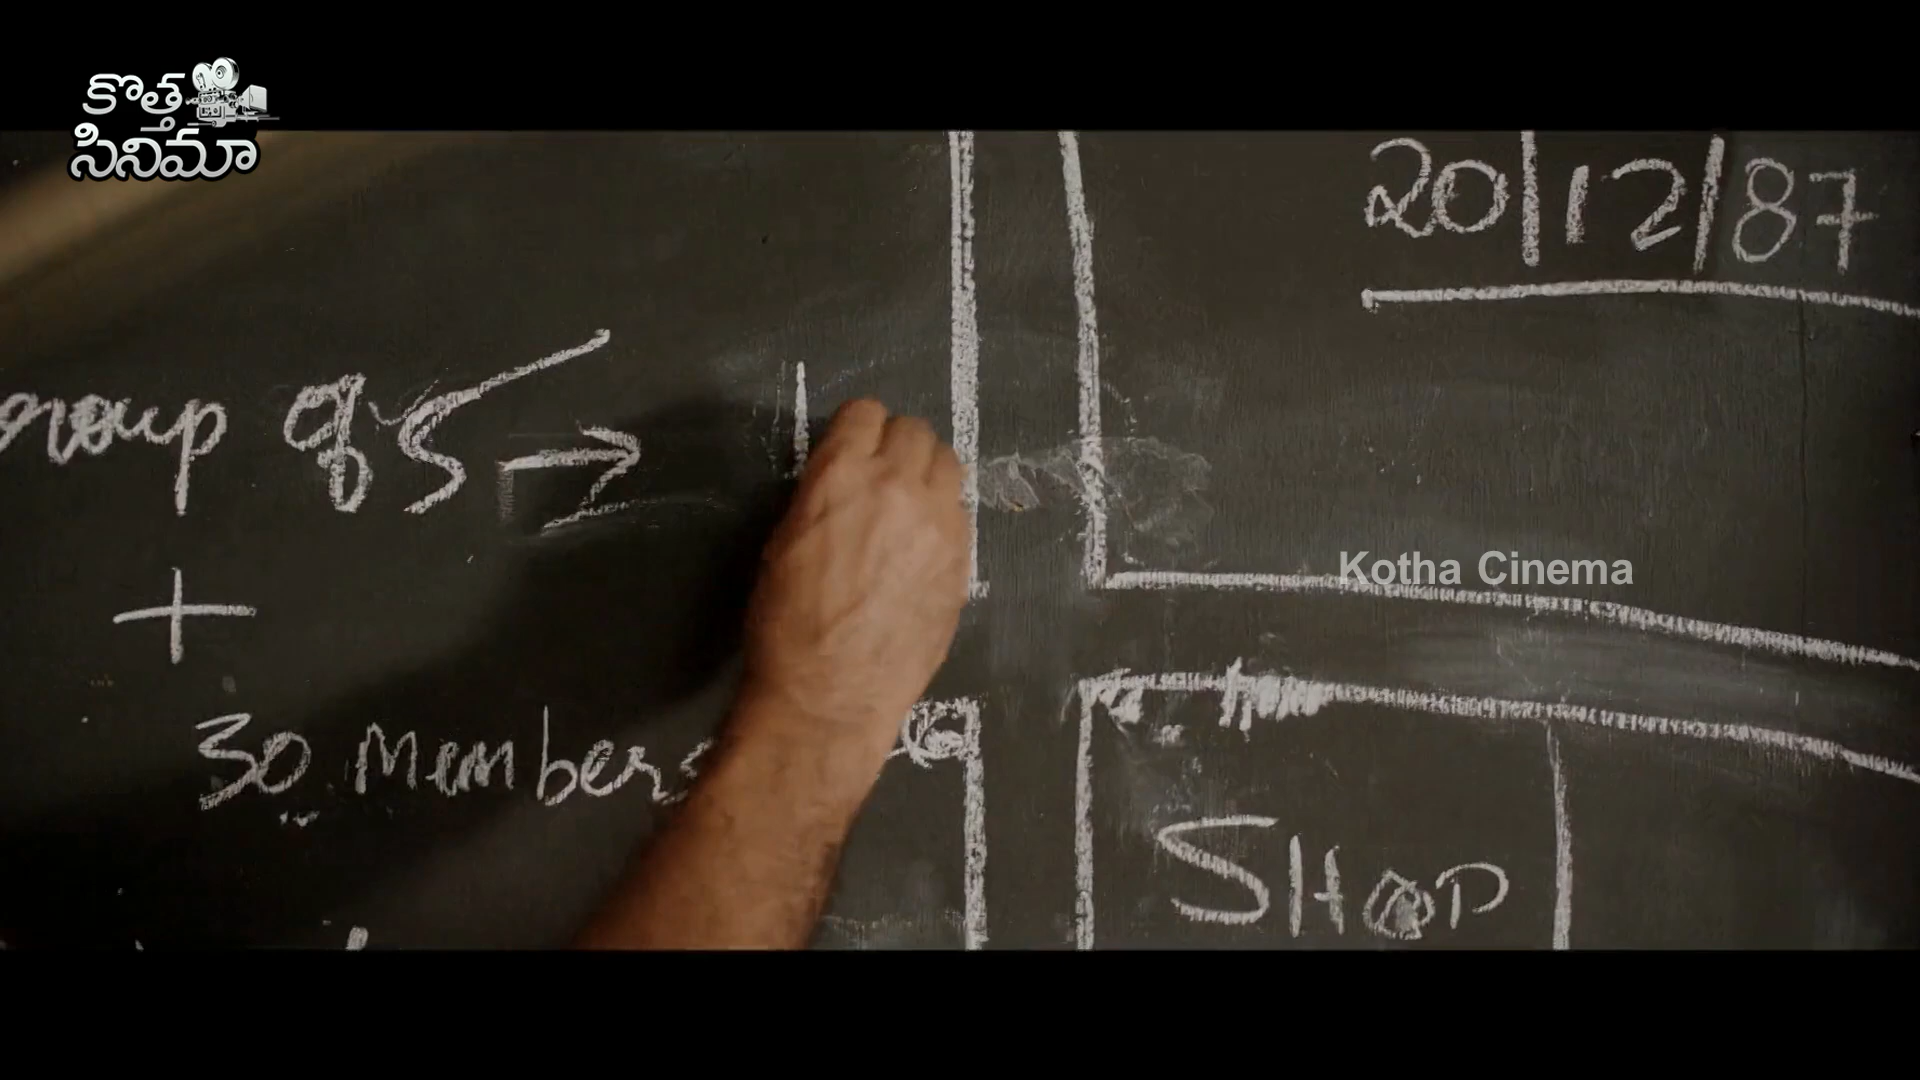 కొత్త
సినిమా
20/12/87
Group of 5 →
+
30 Members
Kotha Cinema
SHOP